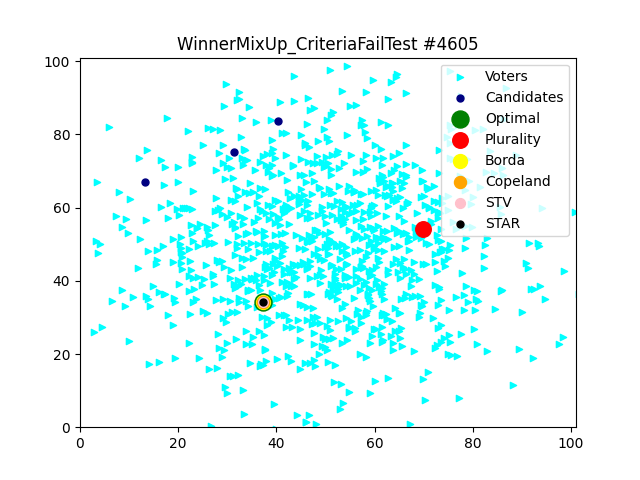 WinnerMixUp_CriteriaFailTest #4605
100
80
60
40
20
0
0
20
40
60
80
100
Voters
Candidates
Optimal
Plurality
Borda
Copeland
STV
STAR